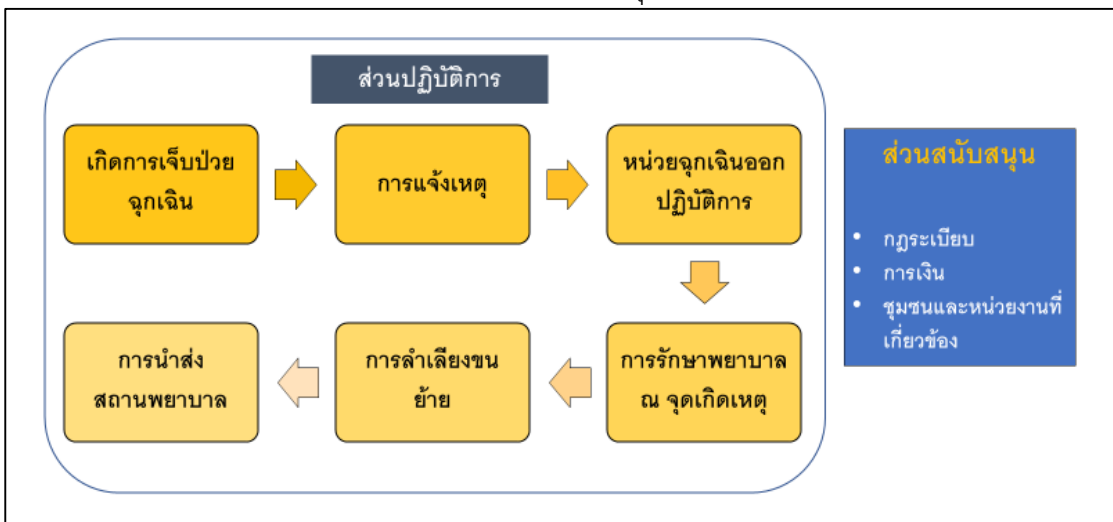 ส่วนปฏิบัติการ
เกิดการเจ็บป่วย
ฉุกเฉิน
การแจ้งเหตุ
หน่วยฉุกเฉินออก
ปฏิบัติการ
การรักษาพยาบาล
ณ จุดเกิดเหตุ
การลำเลียงขน
ย้าย
การนำส่ง
สถานพยาบาล
ส่วนสนับสนุน
• กฎระเบียบ
• การเงิน
• ชุมชนและหน่วยงานที่
เกี่ยวข้อง